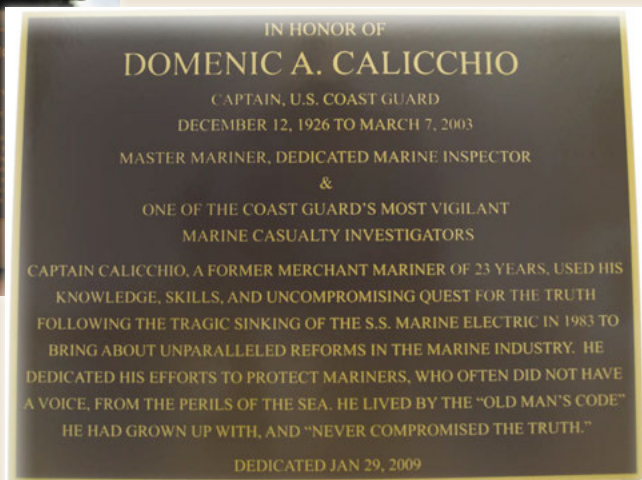 IN HONOR OF
DOMENIC A. CALICCHIO
CAPTAIN, U.S. COAST GUARD
DECEMBER 12, 1926 TO MARCH 7, 2003
MASTER MARINER, DEDICATED MARINE INSPECTOR
&
ONE OF THE COAST GUARD'S MOST VIGILANT
MARINE CASUALTY INVESTIGATORS
CAPTAIN CALICCHIO, A FORMER MERCHANT MARINER OF 23 YEARS, USED HIS
KNOWLEDGE, SKILLS, AND UNCOMPROMISING QUEST FOR THE TRUTH
FOLLOWING THE TRAGIC SINKING OF THE S.S. MARINE ELECTRIC IN 1983 TO
BRING ABOUT UNPARALLELED REFORMS IN THE MARINE INDUSTRY. HE
DEDICATED HIS EFFORTS TO PROTECT MARINERS, WHO OFTEN DID NOT HAVE
A VOICE, FROM THE PERILS OF THE SEA. HE LIVED BY THE "OLD MAN'S CODE"
HE HAD GROWN UP WITH, AND "NEVER COMPROMISED THE TRUTH."
DEDICATED JAN 29, 2009